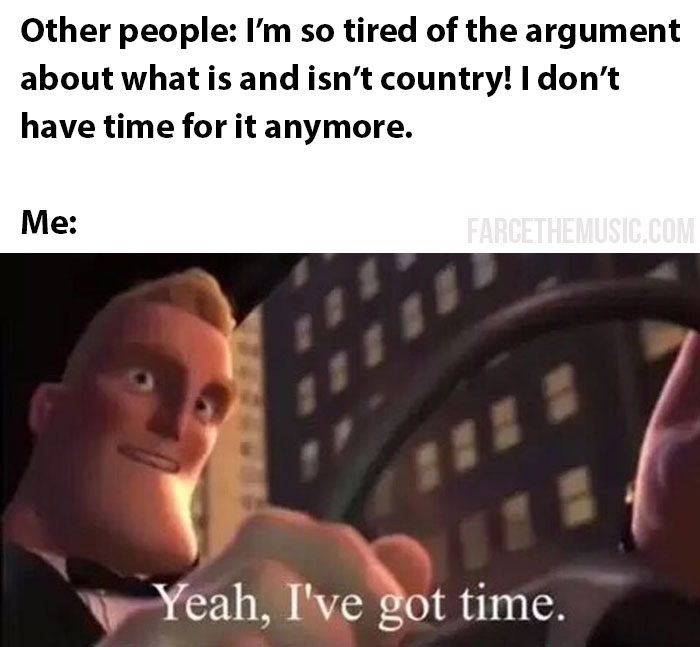 Other people: I’m so tired of the argument
about what is and isn’t country! I don’t
have time for it anymore.
Me:
FARCETHEMUSIC.COM
Yeah, I've got time.